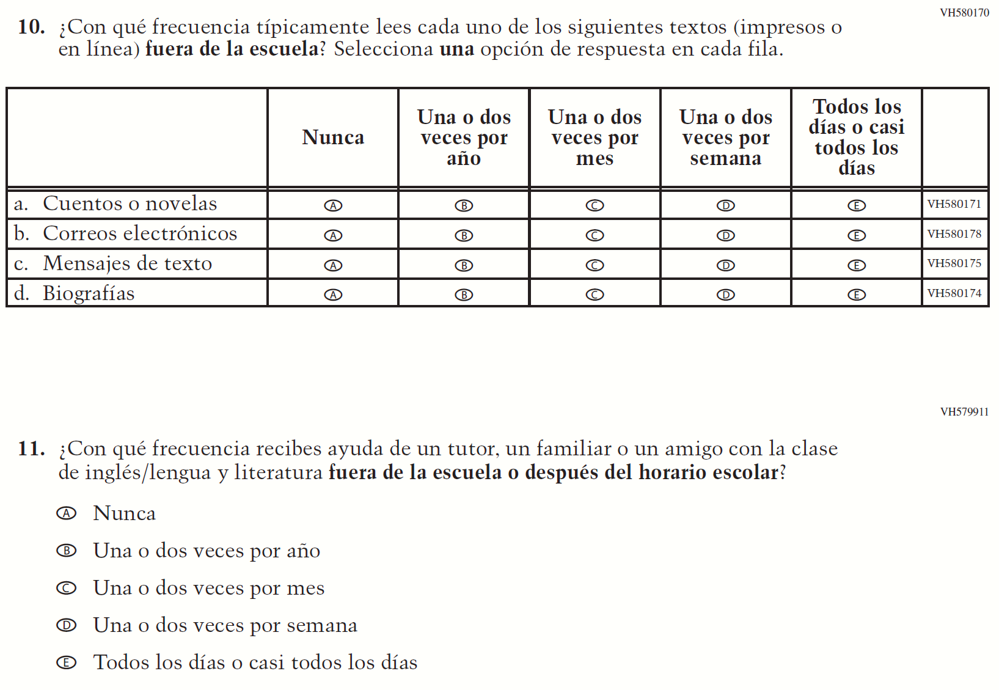 VH580170
10. ¿Con qué frecuencia típicamente lees cada uno de los siguientes textos (impresos o
en línea) fuera de la escuela? Selecciona una opción de respuesta en cada fila.
Nunca
Una o dos
veces por
año
Una o dos
veces por
mes
Una o dos
veces por
semana
Todos los
días o casi
todos los
días
a. Cuentos o novelas A B C D E VH580171
b. Correos electrónicos A B C D E VH580178
c. Mensajes de texto A B C D E VH580175
d. Biografías A B C D E VH580174
VH579911
11. ¿Con qué frecuencia recibes ayuda de un tutor, un familiar o un amigo con la clase
de inglés/lengua y literatura fuera de la escuela o después del horario escolar?
A Nunca
B Una o dos veces por año
C Una o dos veces por mes
D Una o dos veces por semana
E Todos los días o casi todos los días